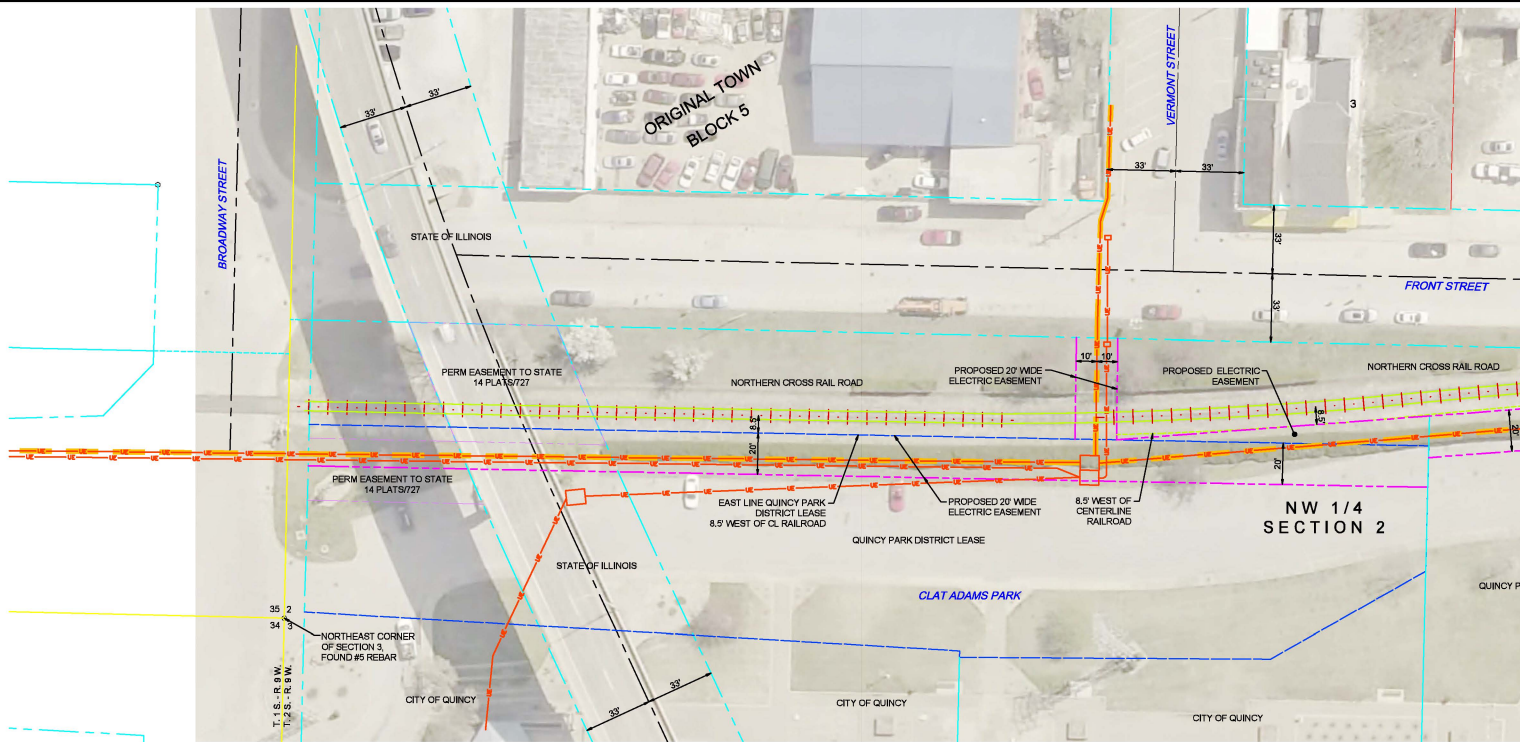 ORIGINAL TOWN
BLOCK 5
VERMONT STREET
3
33'
33'
33'
33'
BROADWAY STREET
STATE OF ILLINOIS
33'
33'
FRONT STREET
PERM EASEMENT TO STATE
14 PLATS/727
NORTHERN CROSS RAIL ROAD
PROPOSED 20' WIDE
ELECTRIC EASEMENT
10'
10'
PROPOSED ELECTRIC
EASEMENT
NORTHERN CROSS RAIL ROAD
8.5'
8.5'
20'
20'
20'
UE
PERM EASEMENT TO STATE
14 PLATS/727
EAST LINE QUINCY PARK
DISTRICT LEASE
8.5' WEST OF CL RAILROAD
PROPOSED 20' WIDE
ELECTRIC EASEMENT
8.5' WEST OF
CENTERLINE
RAILROAD
NW 1/4
SECTION 2
QUINCY PARK DISTRICT LEASE
STATE OF ILLINOIS
CLAT ADAMS PARK
QUINCY P
35 2
34 3
NORTHEAST CORNER
OF SECTION 3,
FOUND #5 REBAR
T. 1 S. - R. 9 W.
T. 2 S. - R. 9 W.
CITY OF QUINCY
33'
33'
CITY OF QUINCY
CITY OF QUINCY